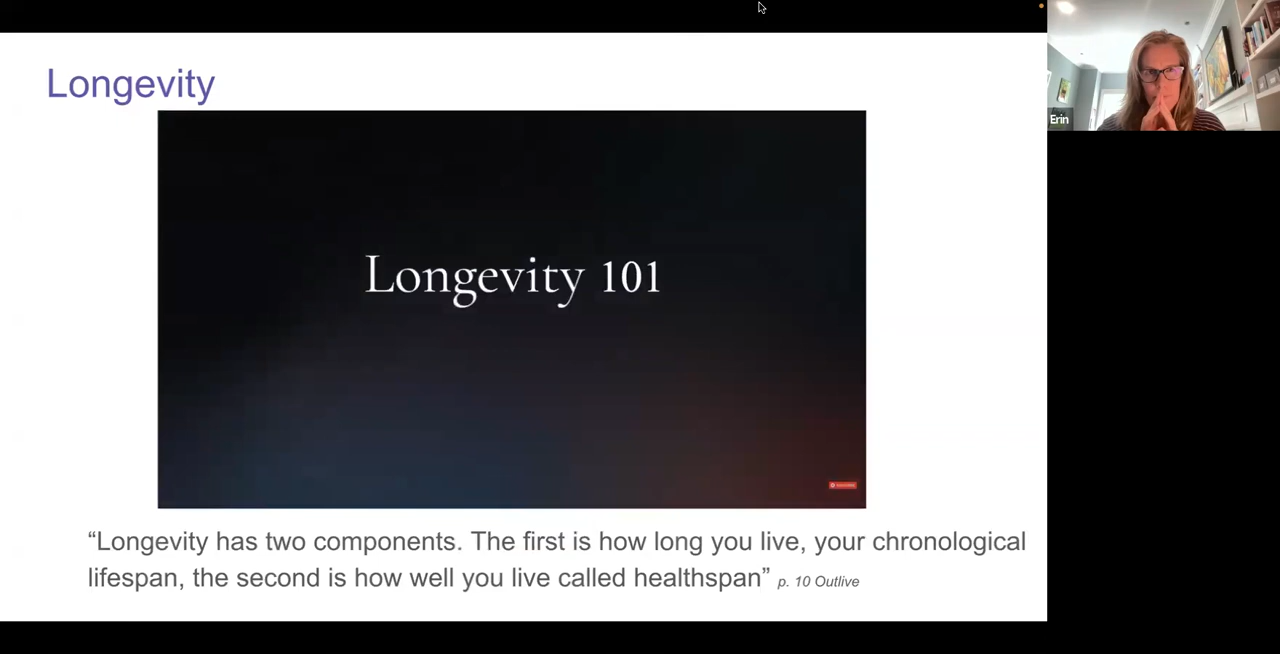 Longevity
Longevity 101
SUBSCRIBE
“Longevity has two components. The first is how long you live, your chronological
lifespan, the second is how well you live called healthspan” p. 10 Outlive
Erin